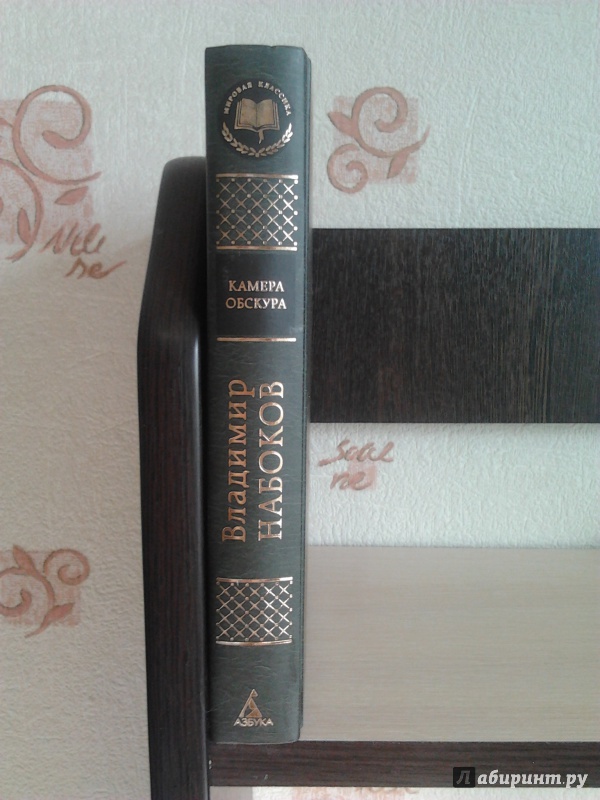 МИРОВАЯ КЛАССИКА
КАМЕРА
ОБСКУРА
Владимир
НАБОКОВ
АЗБУКА
Лабиринт.ру